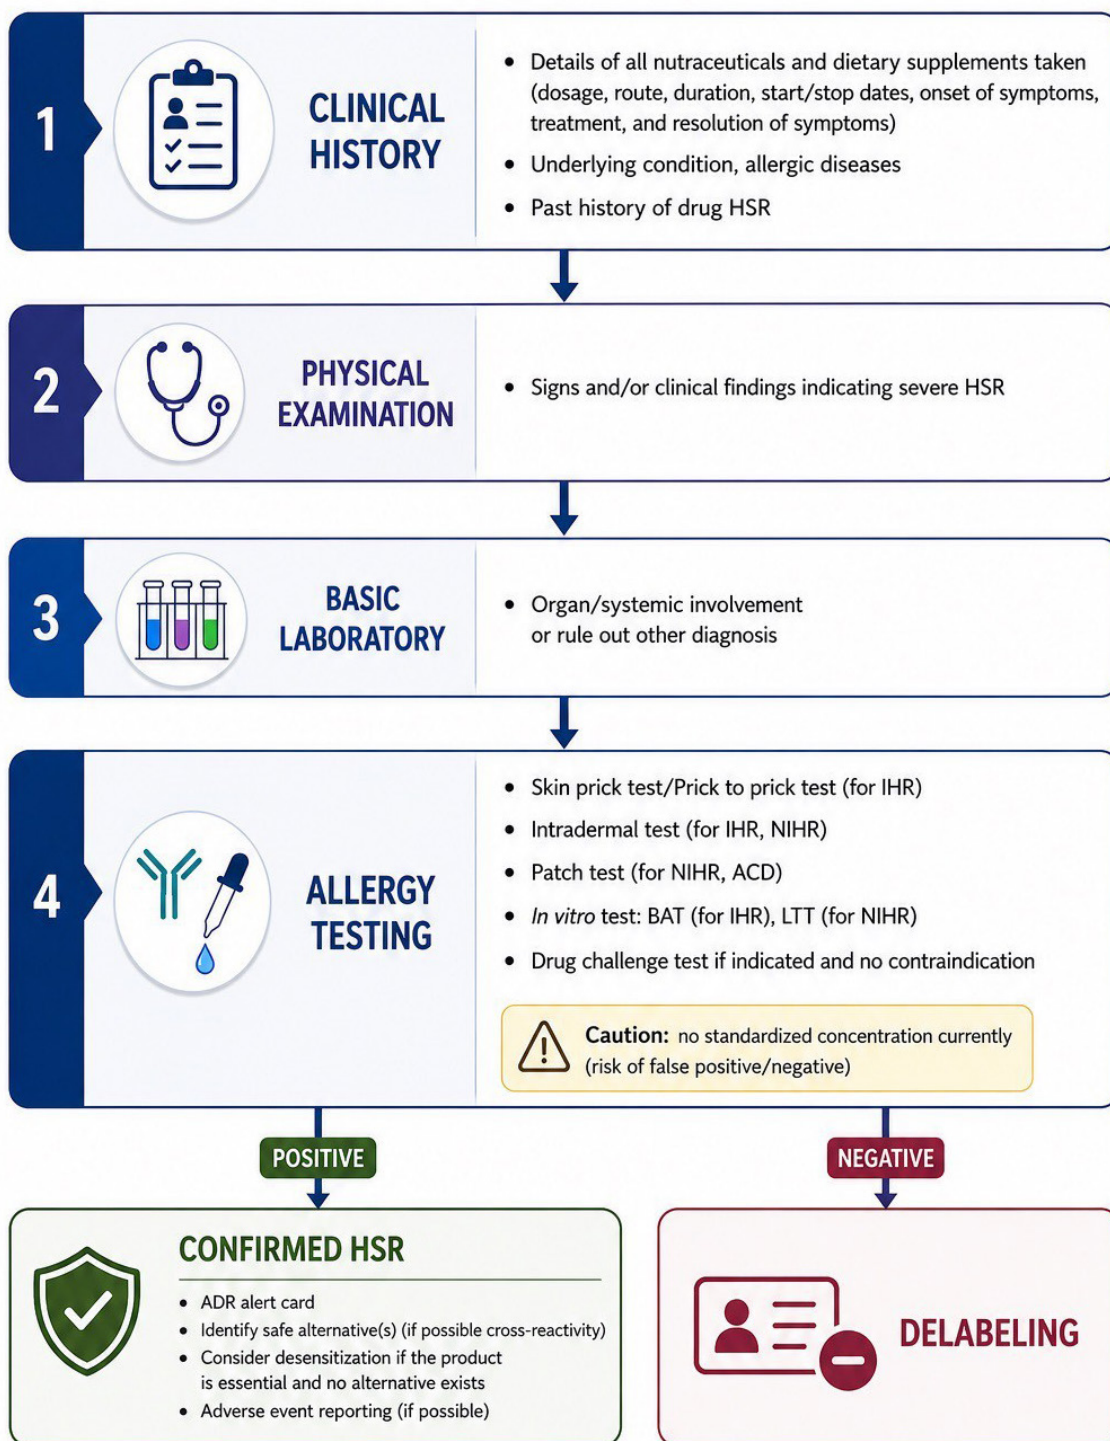 1
CLINICAL
HISTORY
• Details of all nutraceuticals and dietary supplements taken
(dosage, route, duration, start/stop dates, onset of symptoms,
treatment, and resolution of symptoms)
• Underlying condition, allergic diseases
• Past history of drug HSR
2
PHYSICAL
EXAMINATION
• Signs and/or clinical findings indicating severe HSR
3
BASIC
LABORATORY
• Organ/systemic involvement
or rule out other diagnosis
4
ALLERGY
TESTING
• Skin prick test/Prick to prick test (for IHR)
• Intradermal test (for IHR, NIHR)
• Patch test (for NIHR, ACD)
• In vitro test: BAT (for IHR), LTT (for NIHR)
• Drug challenge test if indicated and no contraindication
Caution: no standardized concentration currently
(risk of false positive/negative)
POSITIVE
NEGATIVE
CONFIRMED HSR
• ADR alert card
• Identify safe alternative(s) (if possible cross-reactivity)
• Consider desensitization if the product
is essential and no alternative exists
• Adverse event reporting (if possible)
DELABELING